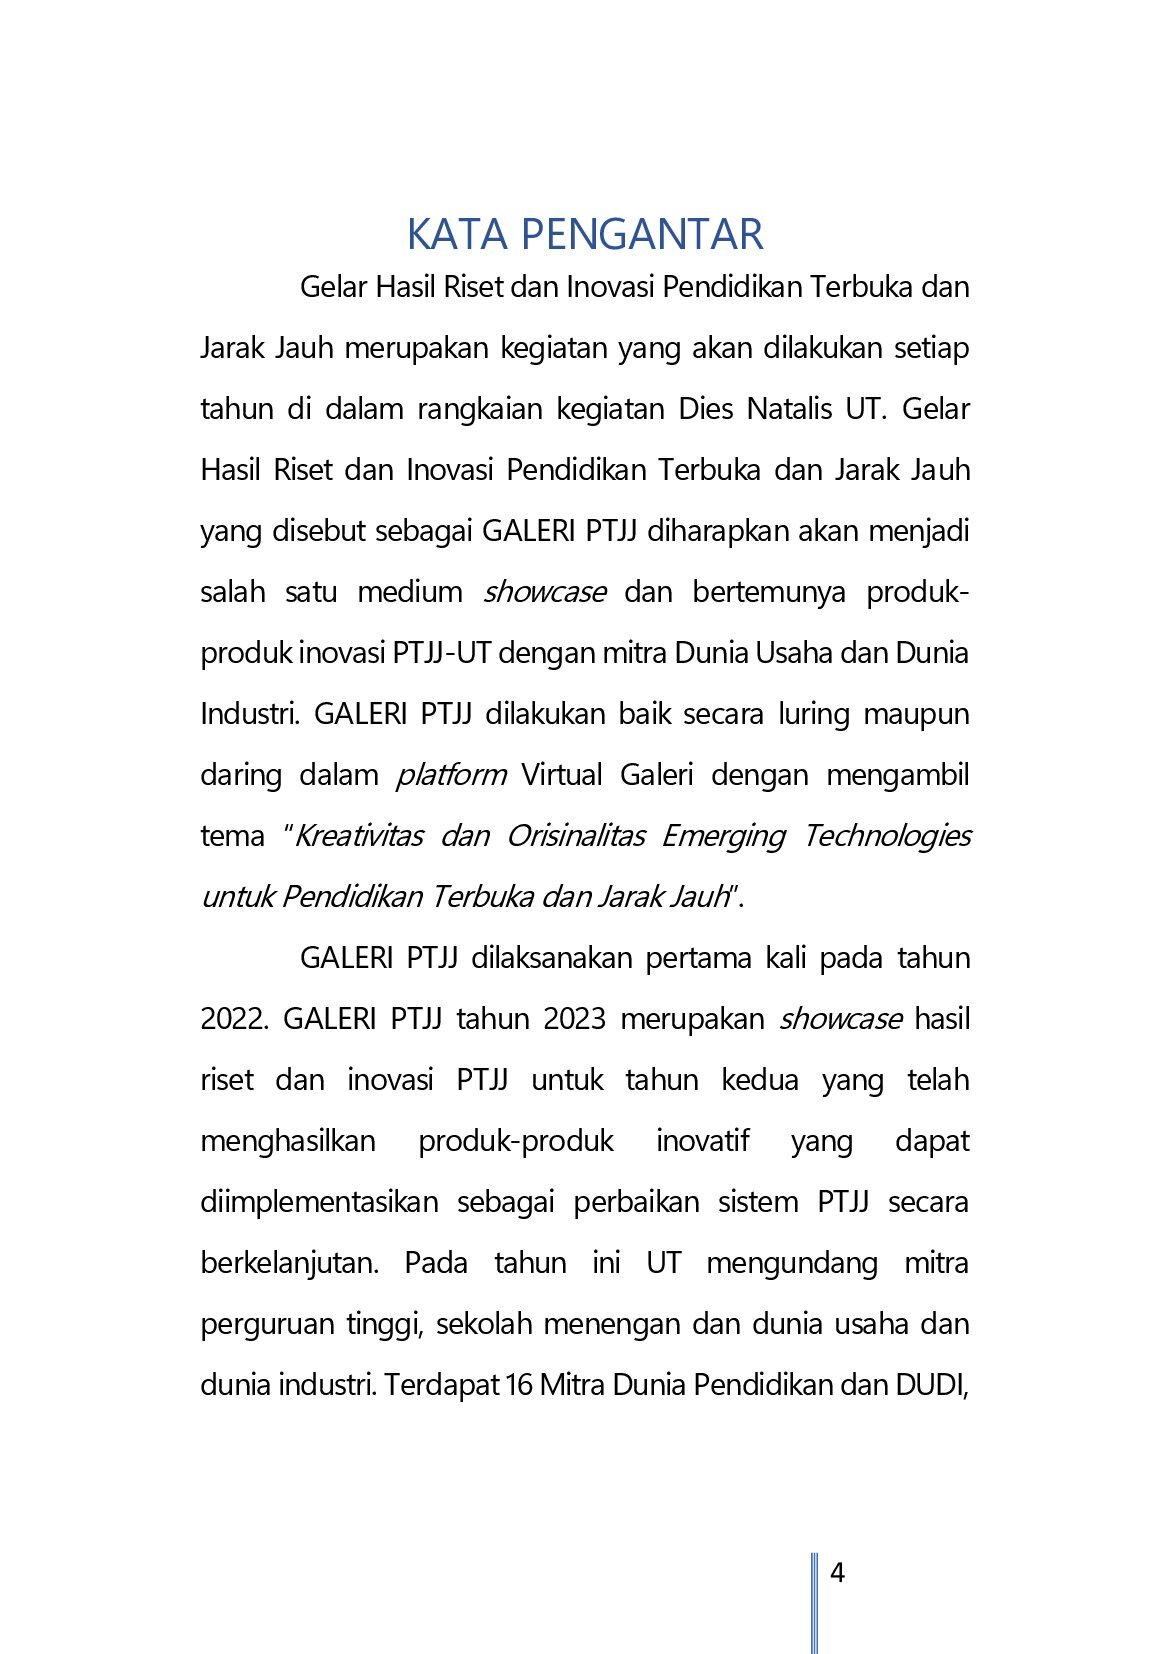 KATA PENGANTAR
Gelar Hasil Riset dan Inovasi Pendidikan Terbuka dan
Jarak Jauh merupakan kegiatan yang akan dilakukan setiap
tahun di dalam rangkaian kegiatan Dies Natalis UT. Gelar
Hasil Riset dan Inovasi Pendidikan Terbuka dan Jarak Jauh
yang disebut sebagai GALERI PTJJ diharapkan akan menjadi
salah satu medium showcase dan bertemunya produk-
produk inovasi PTJJ-UT dengan mitra Dunia Usaha dan Dunia
Industri. GALERI PTJJ dilakukan baik secara luring maupun
daring dalam platform Virtual Galeri dengan mengambil
tema "Kreativitas dan Orisinalitas Emerging Technologies
untuk Pendidikan Terbuka dan Jarak Jauh".
GALERI PTJJ dilaksanakan pertama kali pada tahun
2022. GALERI PTJJ tahun 2023 merupakan showcase hasil
riset dan inovasi PTJJ untuk tahun kedua yang telah
menghasilkan produk-produk inovatif yang dapat
diimplementasikan sebagai perbaikan sistem PTJJ secara
berkelanjutan. Pada tahun ini UT mengundang mitra
perguruan tinggi, sekolah menengan dan dunia usaha dan
dunia industri. Terdapat 16 Mitra Dunia Pendidikan dan DUDI,
4